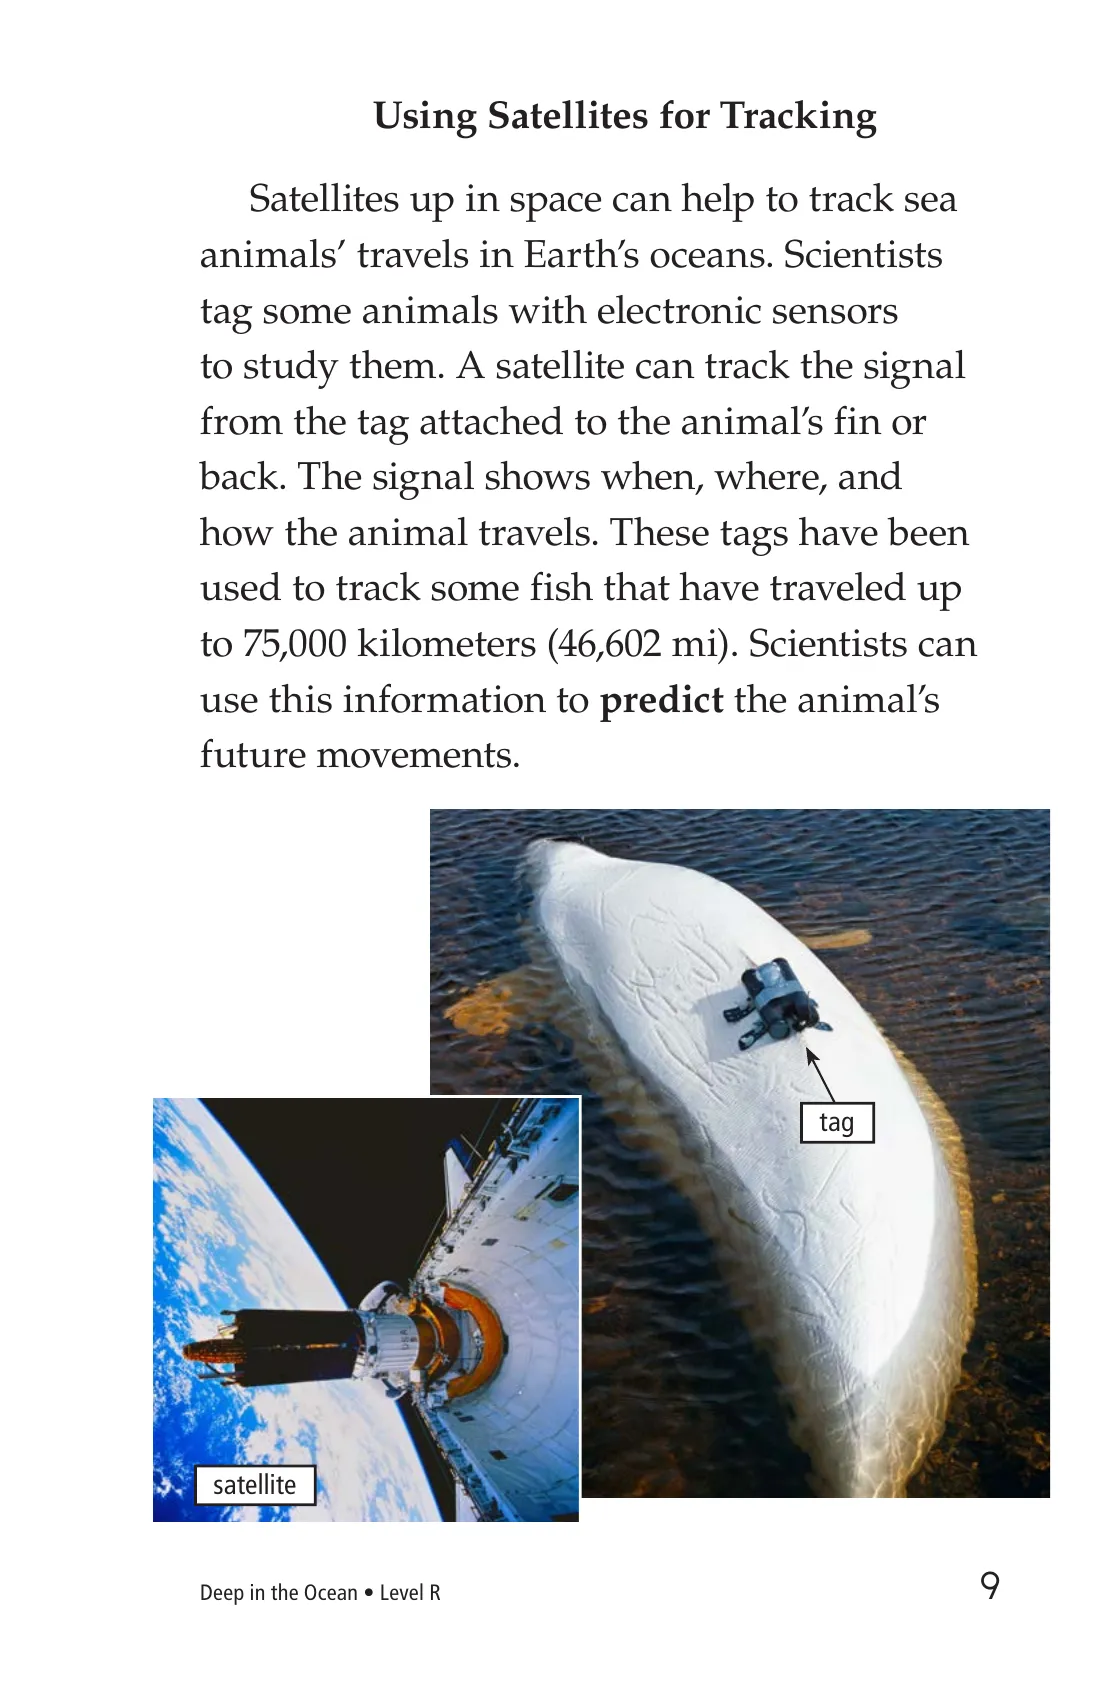 Using Satellites for Tracking
Satellites up in space can help to track sea
animals’ travels in Earth’s oceans. Scientists
tag some animals with electronic sensors
to study them. A satellite can track the signal
from the tag attached to the animal’s fin or
back. The signal shows when, where, and
how the animal travels. These tags have been
used to track some fish that have traveled up
to 75,000 kilometers (46,602 mi). Scientists can
use this information to predict the animal’s
future movements.
tag
USA
satellite
Deep in the Ocean • Level R
9